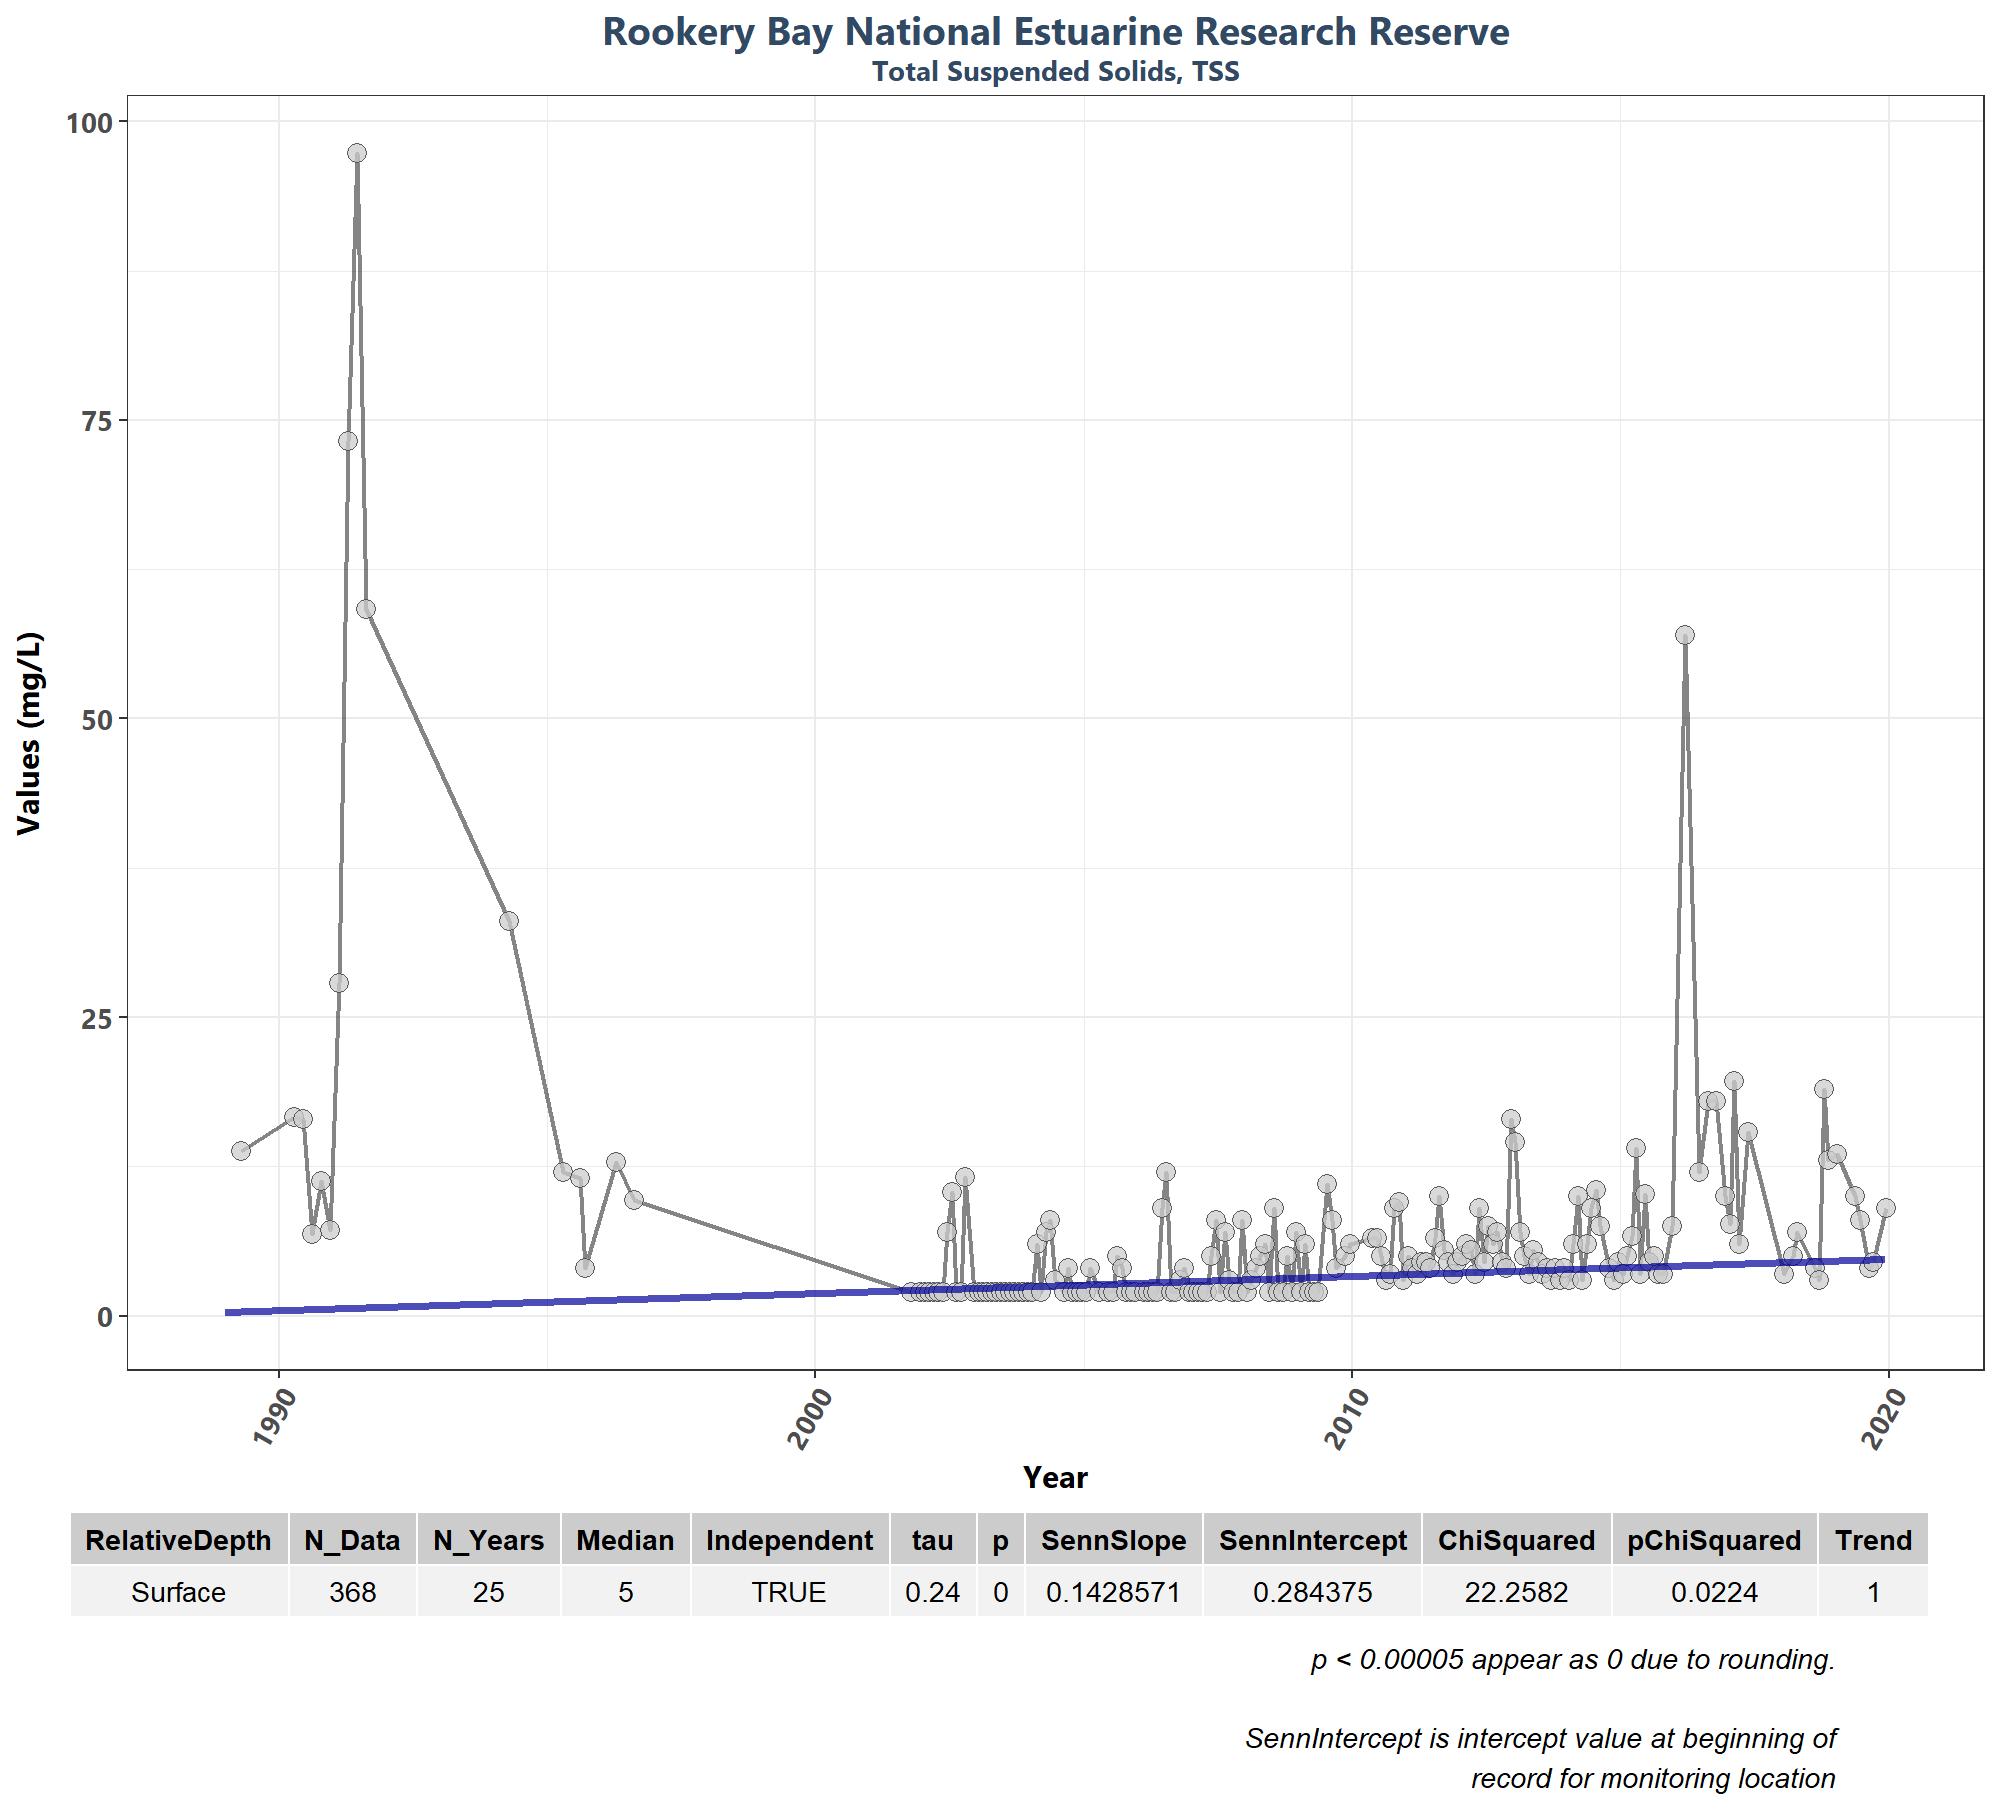 Rookery Bay National Estuarine Research Reserve
Total Suspended Solids, TSS
100
75
50
25
0
Values (mg/L)
1990
2000
2010
2020
Year
RelativeDepth N_Data N_Years Median Independent tau p SennSlope SennIntercept ChiSquared pChiSquared Trend
Surface 368 25 5 TRUE 0.24 0 0.1428571 0.284375 22.2582 0.0224 1
p < 0.00005 appear as 0 due to rounding.
SennIntercept is intercept value at beginning of
record for monitoring location